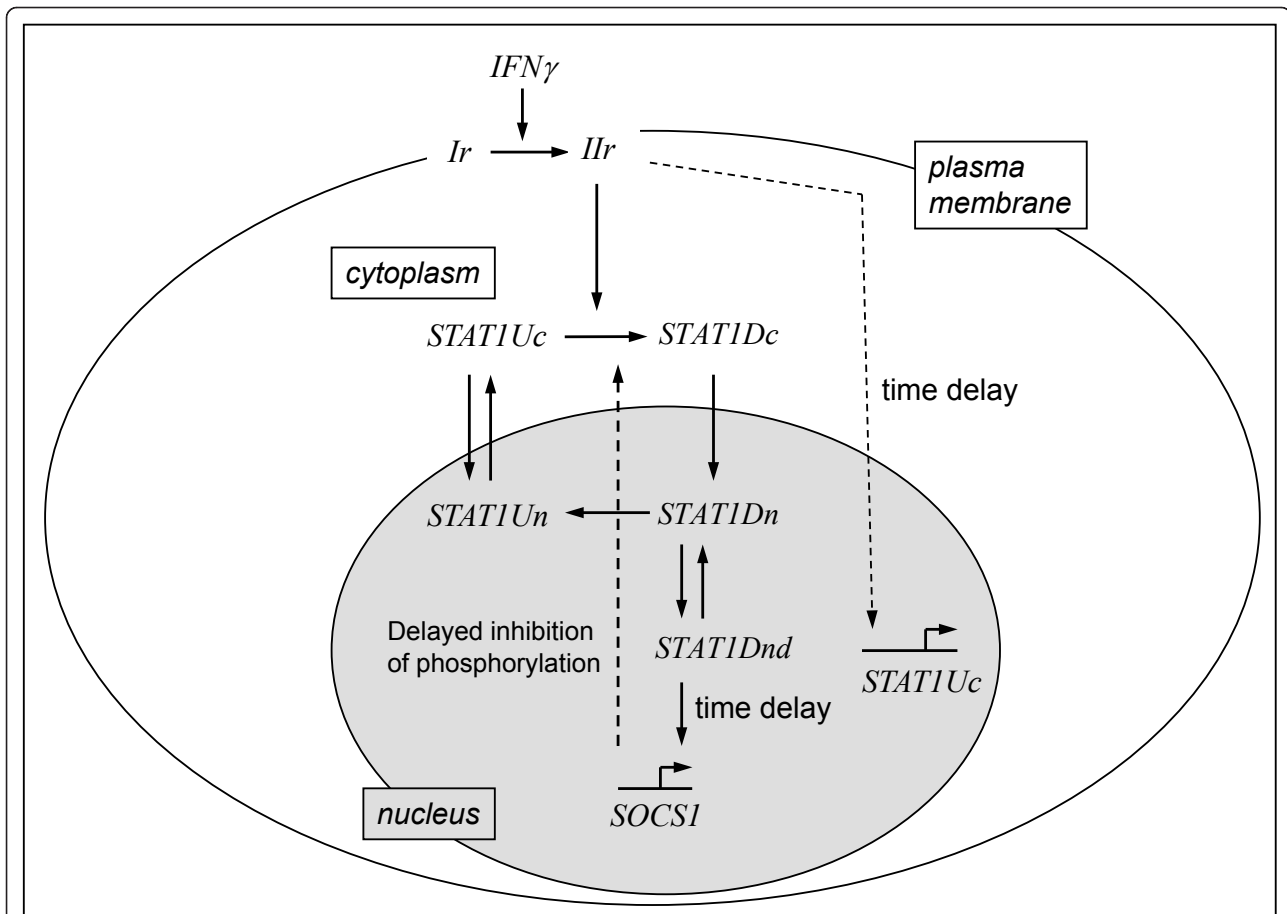 IFNγ
Ir
IIr
plasma
membrane
cytoplasm
STAT1Uc
STAT1Dc
time delay
STAT1Un
STAT1Dn
Delayed inhibition
of phosphorylation
STAT1Dnd
STAT1Uc
time delay
nucleus
SOCS1